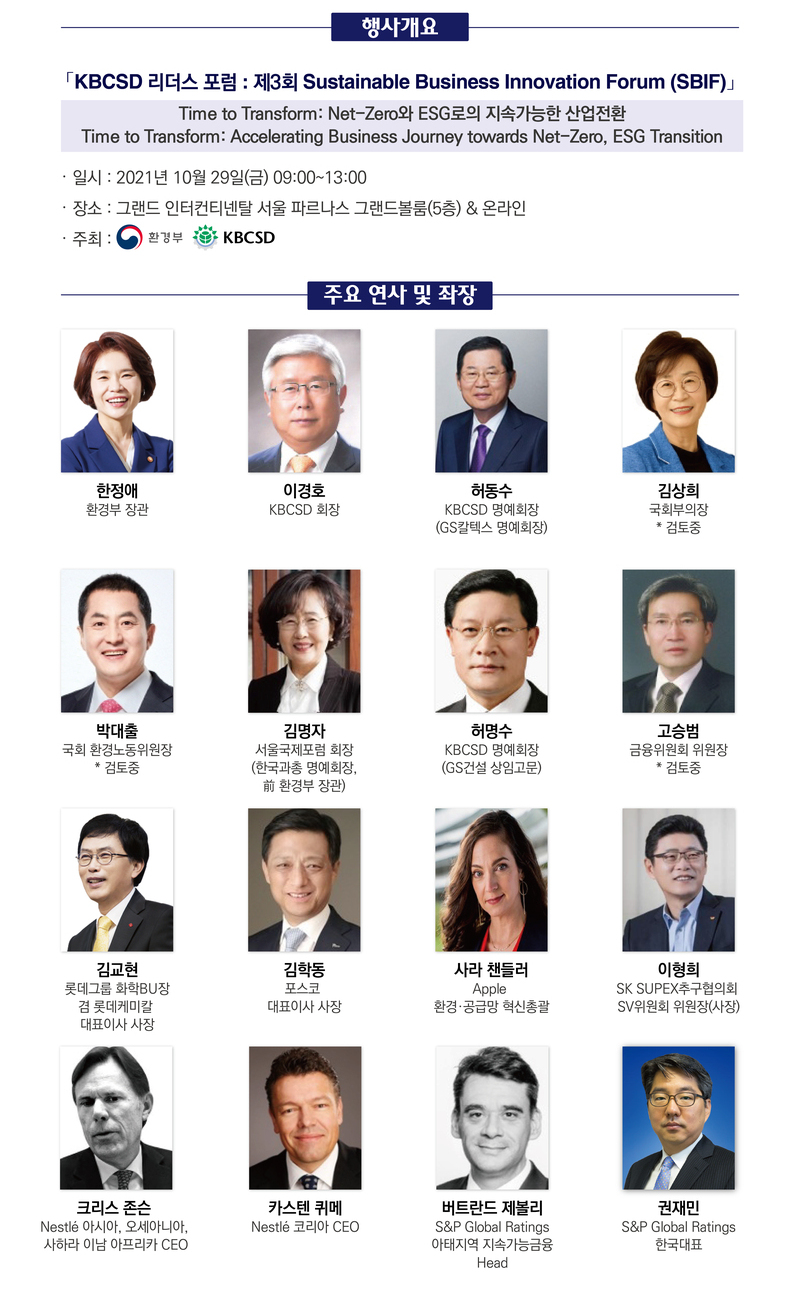 행사개요
「KBCSD 리더스 포럼 : 제3회 Sustainable Business Innovation Forum (SBIF)」
Time to Transform: Net-Zero와 ESG로의 지속가능한 산업전환
Time to Transform: Accelerating Business Journey towards Net-Zero, ESG Transition
· 일시 : 2021년 10월 29일(금) 09:00~13:00
· 장소 : 그랜드 인터컨티넨탈 서울 파르나스 그랜드볼룸(5층) & 온라인
· 주최 : 환경부 KBCSD
주요 연사 및 좌장
한정애
환경부 장관
이경호
KBCSD 회장
허동수
KBCSD 명예회장
(GS칼텍스 명예회장)
김상희
국회부의장
* 검토중
박대출
국회 환경노동위원장
* 검토중
김명자
서울국제포럼 회장
(한국과총 명예회장,
前 환경부 장관)
허명수
KBCSD 명예회장
(GS건설 상임고문)
고승범
금융위원회 위원장
* 검토중
김교현
롯데그룹 화학BU장
겸 롯데케미칼
대표이사 사장
김학동
포스코
대표이사 사장
사라 챈들러
Apple
환경·공급망 혁신총괄
이형희
SK SUPEX추구협의회
SV위원회 위원장(사장)
크리스 존슨
Nestlé 아시아, 오세아니아,
사하라 이남 아프리카 CEO
카스텐 퀴메
Nestlé 코리아 CEO
버트란드 제불리
S&P Global Ratings
아태지역 지속가능금융
Head
권재민
S&P Global Ratings
한국대표